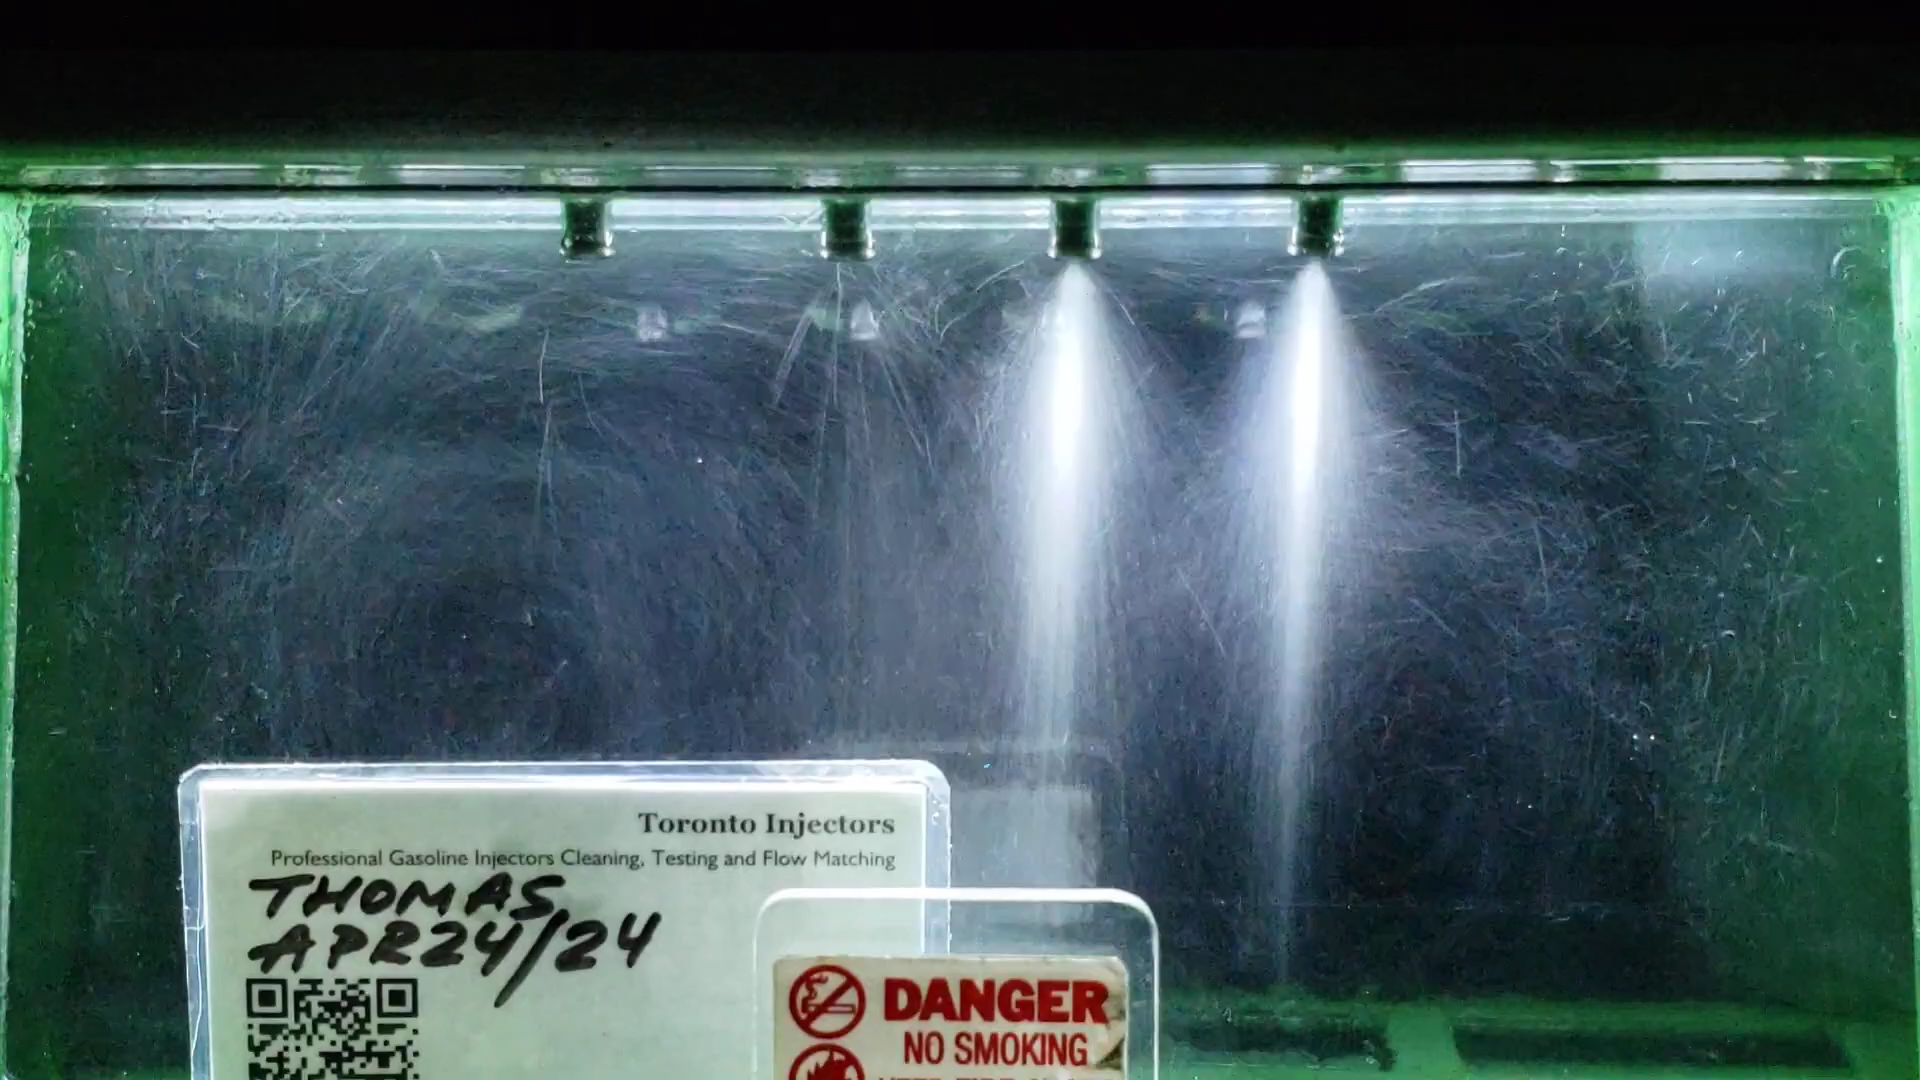 Toronto Injectors
Professional Gasoline Injectors Cleaning, Testing and Flow Matching
THOMAS
APR24/24
DANGER
NO SMOKING